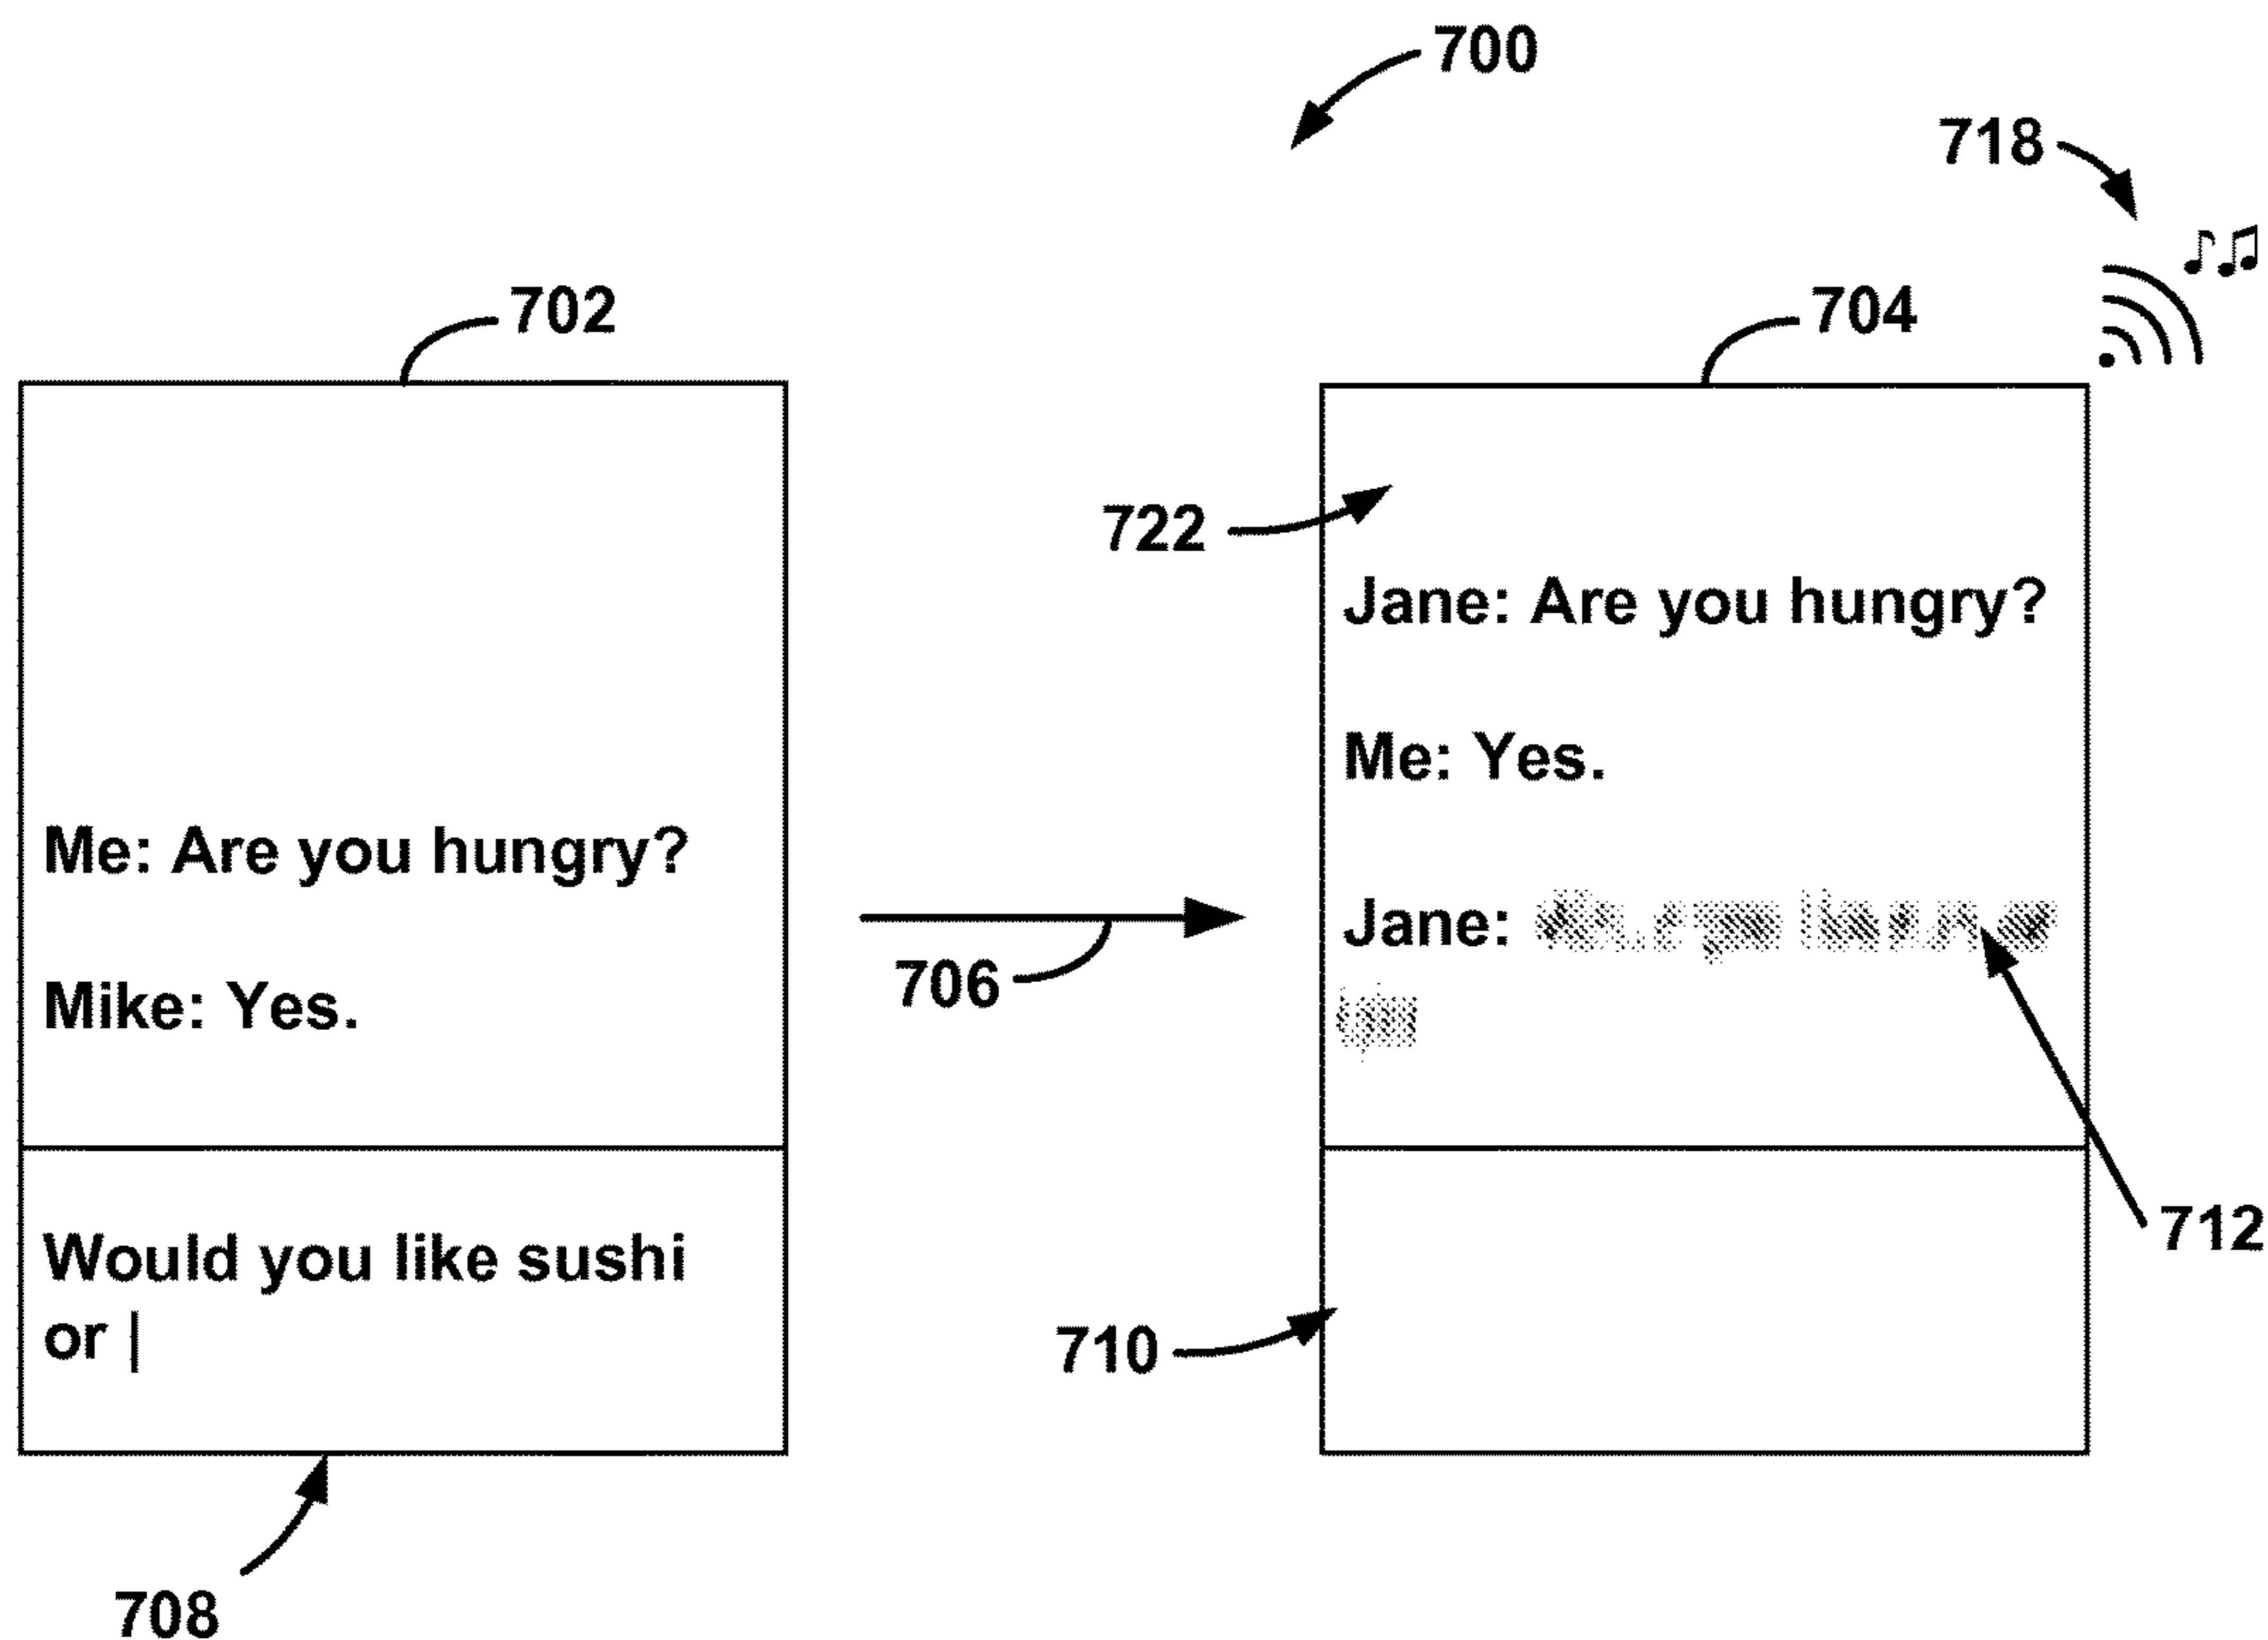 700
718
702
704
722
Jane: Are you hungry?
Me: Yes.
Me: Are you hungry?
Jane:
706
Mike: Yes.
712
Would you like sushi
or |
710
708